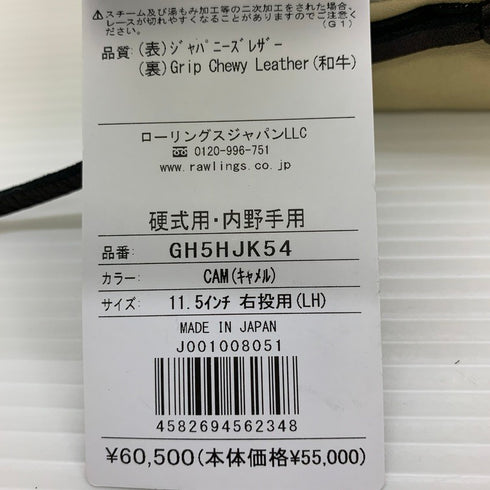 ⚠スチーム及び湯もみ加工等の二次加工をされた場合、
レースが切れやすくなることがありますのでご注意ください。
(G1)
品質:(表)ジャパニーズレザー
(裏)Grip Chewy Leather(和牛)
ローリングスジャパンLLC
0120-996-751
www.rawlings.co.jp
硬式用・内野手用
品番: GH5HJK54
カラー: CAM(キャメル)
サイズ: 11.5インチ 右投用(LH)
MADE IN JAPAN
J001008051
4582694562348
¥60,500(本体価格¥55,000)